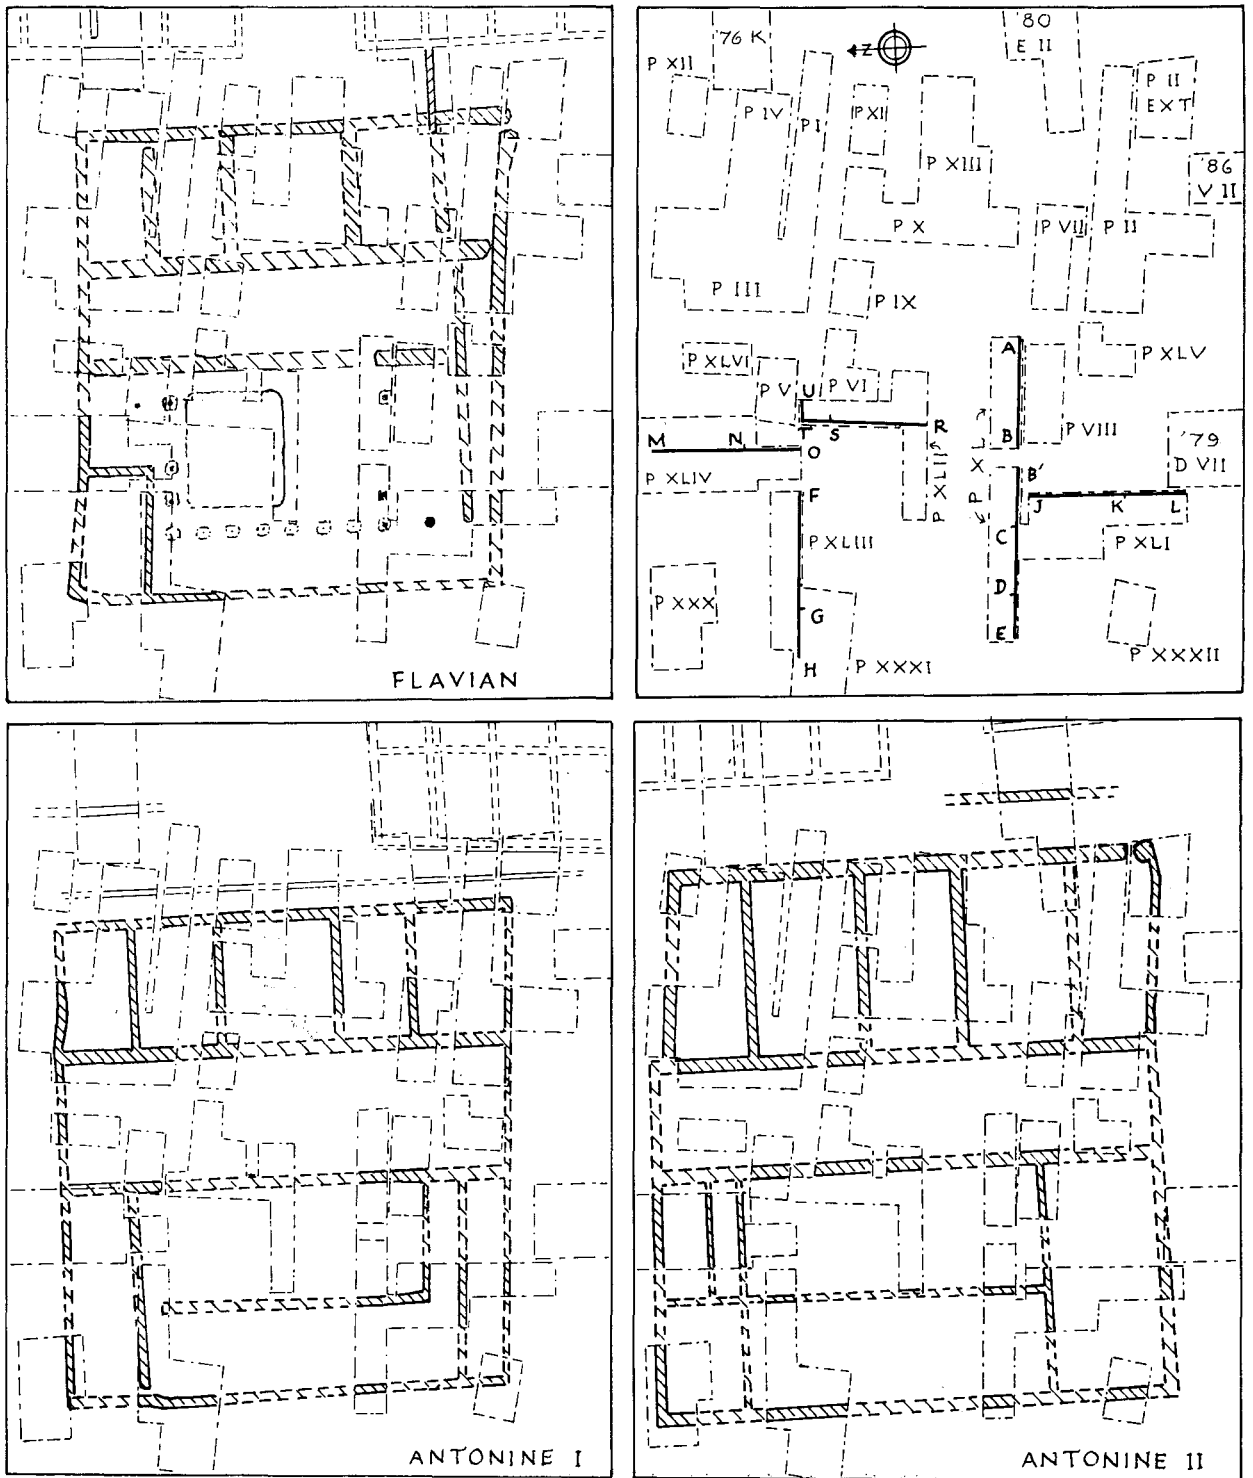 FLAVIAN
'76 K
'80
E II
P XII
Z
P IV
P I
P XI
P II
EXT
P XIII
'86
V II
P X
P VII
P II
P III
P IX
A
P XLV
P XLVI
P V
U
P VI
T
S
R
B
P VIII
M
N
O
P XL
'79
D VII
P XLIV
P XLII
B'
F
J
K
L
P XLIII
C
P XLI
D
P XXX
G
E
H
P XXXI
P XXXII
ANTONINE I
ANTONINE II